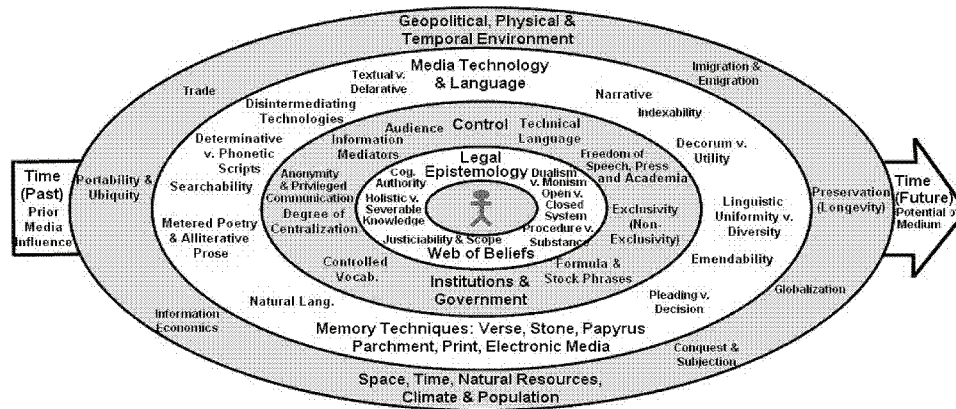 Geopolitical, Physical &
Temporal Environment
Media Technology
& Language
Textual v.
Delarative
Imigration &
Emigration
Trade
Narrative
Indexability
Disintermediating
Technologies
Audience
Control
Technical
Language
Information
Mediators
Determinative
v. Phonetic
Scripts
Decorum v.
Utility
Legal
Epistemology
Freedom of
Speech, Press
and Academia
Cog.
Authority
Dualism
v. Monism
Anonymity
& Privileged
Communication
Time
(Past)
Prior
Media
Influence
Portability &
Ubiquity
Searchability
Holistic v.
Severable
Knowledge
Open v.
Closed
System
Preservation
(Longevity)
Time
(Future)
Potential of
Medium
Degree of
Centralization
Exclusivity
(Non-
Exclusivity)
Linguistic
Uniformity v.
Diversity
Metered Poetry
& Alliterative
Prose
Procedure v.
Substance
Justiciability & Scope
Web of Beliefs
Emendability
Controlled
Vocab.
Formula &
Stock Phrases
Institutions &
Government
Globalization
Natural Lang.
Pleading v.
Decision
Information
Economics
Memory Techniques: Verse, Stone, Papyrus
Parchment, Print, Electronic Media
Conquest &
Subjection
Space, Time, Natural Resources,
Climate & Population